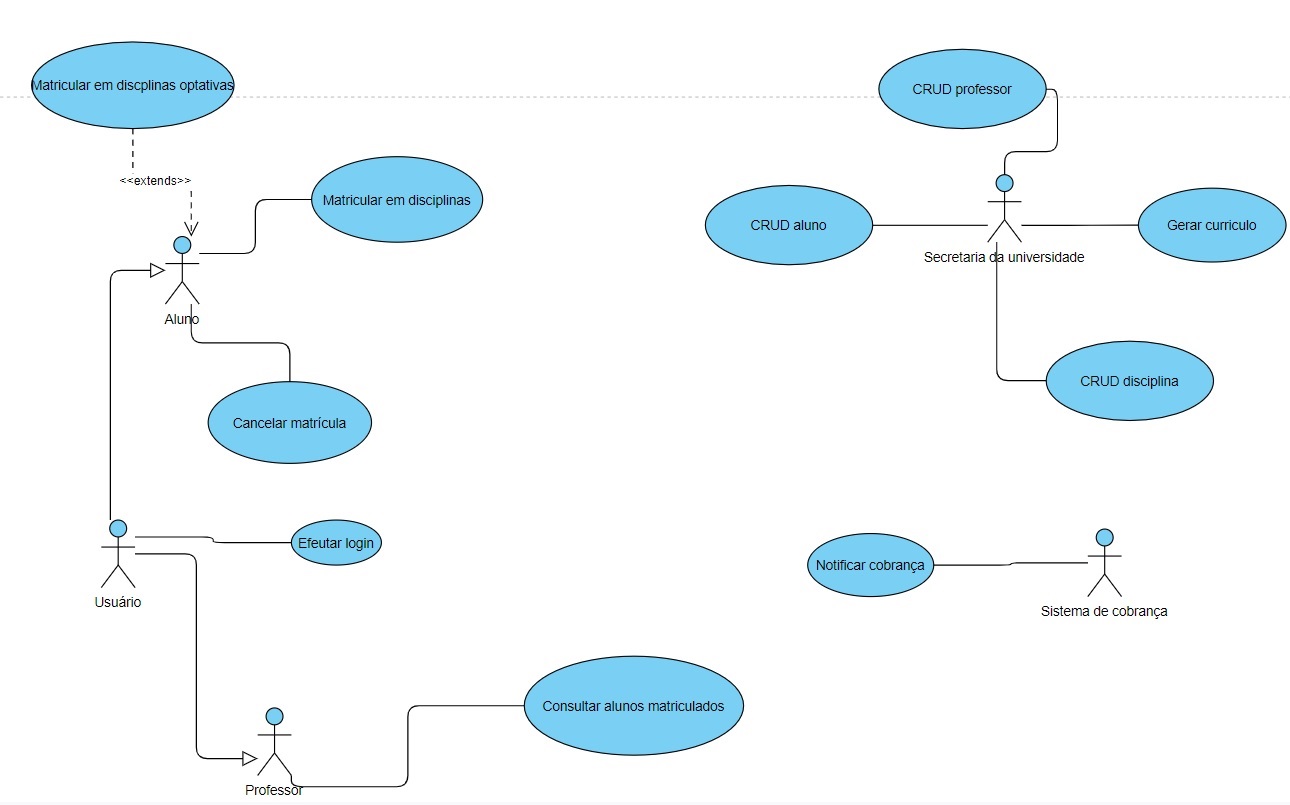 Matricular em discplinas optativas
CRUD professor
<<extends>>
Matricular em disciplinas
CRUD aluno
Gerar curriculo
Secretaria da universidade
Aluno
CRUD disciplina
Cancelar matrícula
Efeutar login
Notificar cobrança
Usuário
Sistema de cobrança
Consultar alunos matriculados
Professor